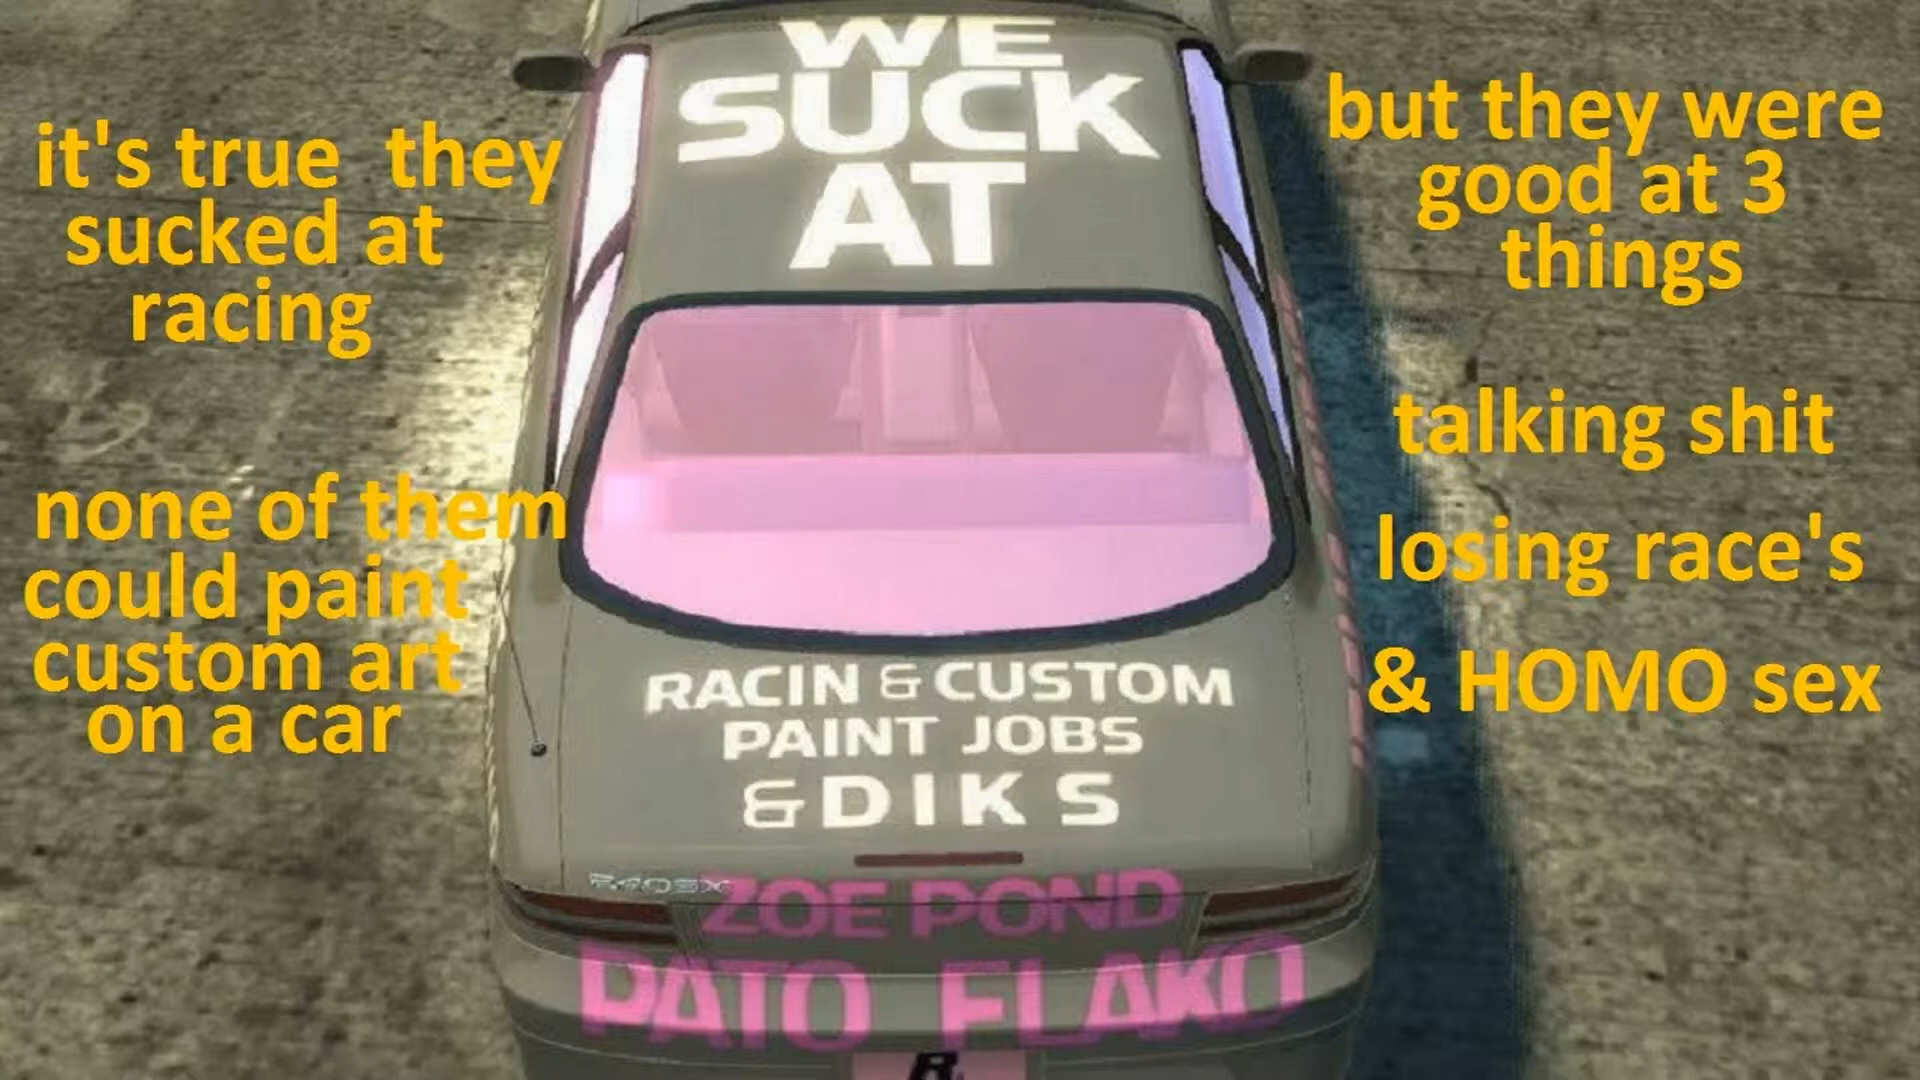 it's true they
sucked at
racing
none of them
could paint
custom art
on a car
WE
SUCK
AT
RACIN & CUSTOM
PAINT JOBS
& DIKS
240SX
ZOE POND
PATO FLAKO
R
but they were
good at 3
things
talking shit
losing race's
& HOMO sex